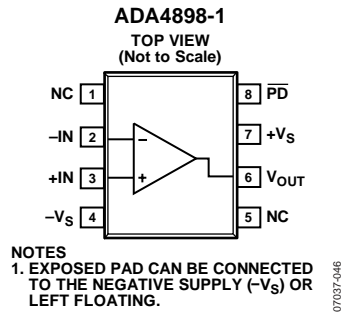 ADA4898-1
TOP VIEW
(Not to Scale)
NC 1
8 P̅D̅
–IN 2
7 +VS
+IN 3
6 VOUT
–VS 4
5 NC
–
+
NOTES
1. EXPOSED PAD CAN BE CONNECTED
TO THE NEGATIVE SUPPLY (–VS) OR
LEFT FLOATING.
07037-046